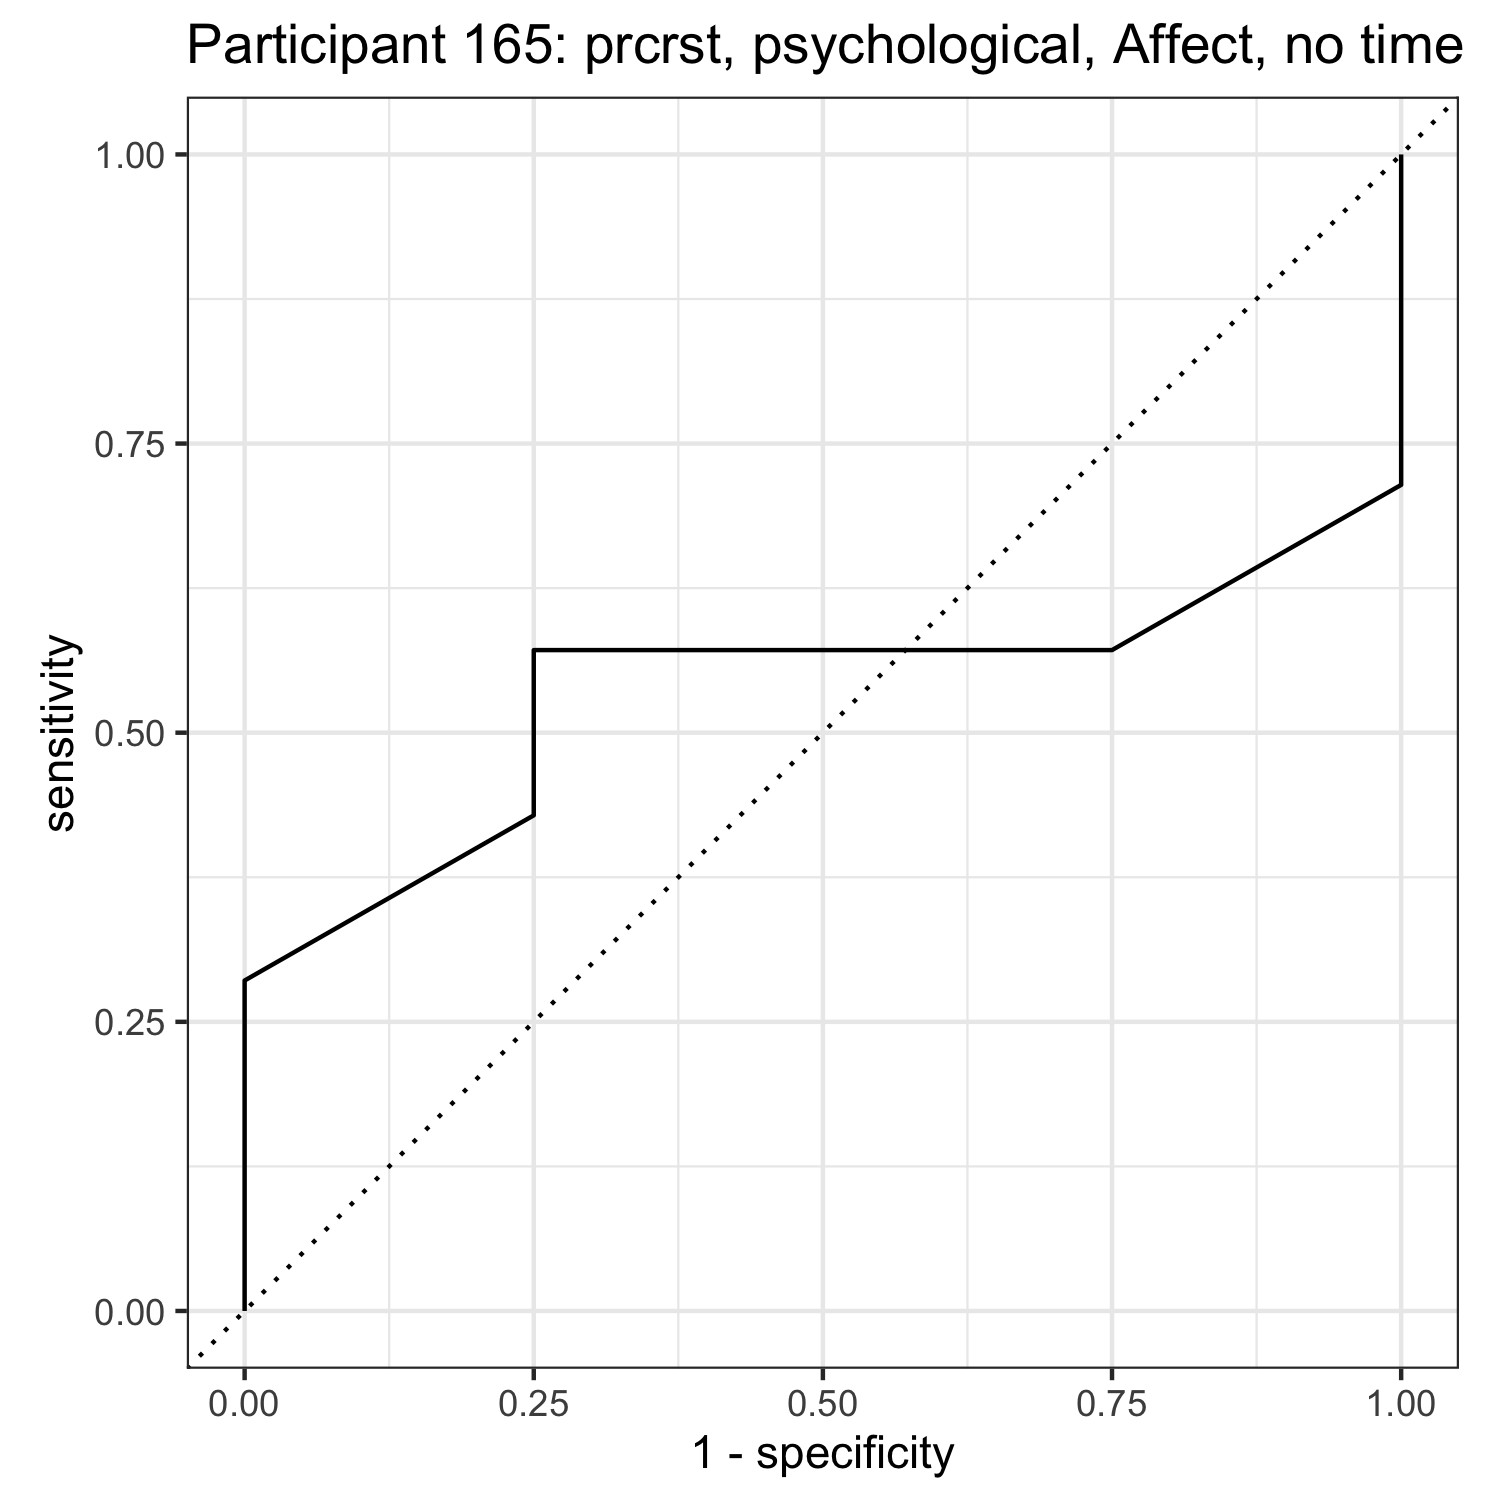 Participant 165: prcrst, psychological, Affect, no time
1.00
0.75
0.50
0.25
0.00
sensitivity
0.00 0.25 0.50 0.75 1.00
1 - specificity